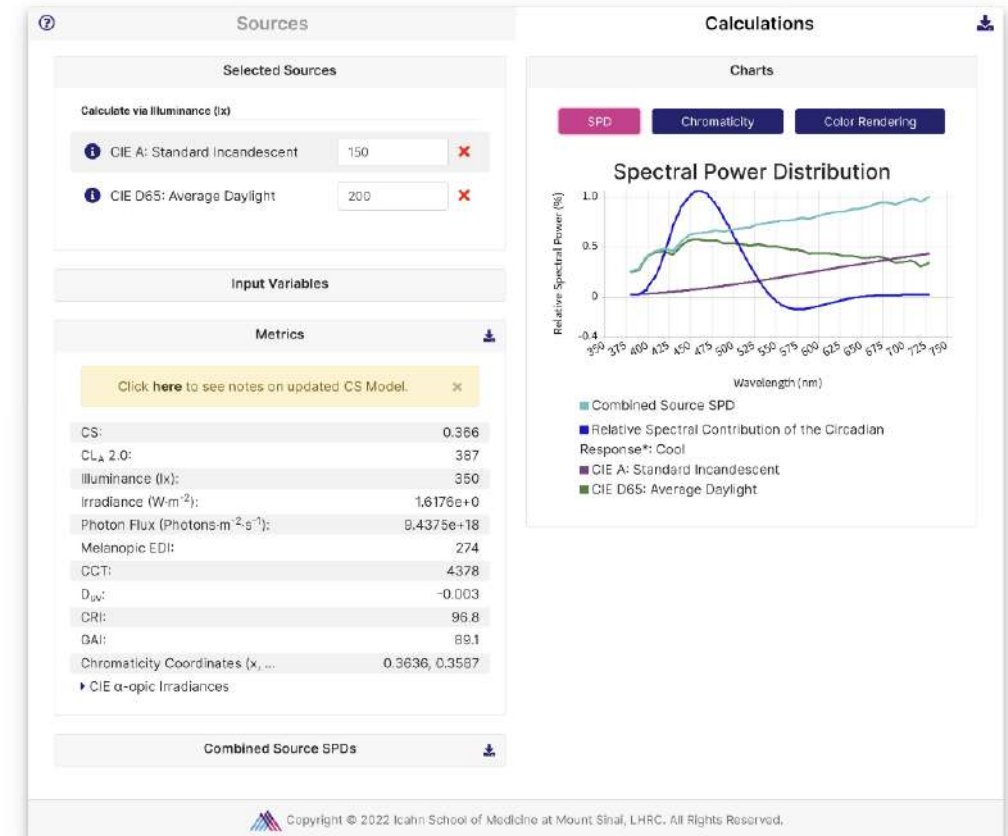 Sources
Calculations
Selected Sources
Calculate via Illuminance (lx)
CIE A: Standard Incandescent 150
CIE D65: Average Daylight 200
Input Variables
Metrics
Click here to see notes on updated CS Model. ×
CS: 0.366
CLA 2.0: 387
Illuminance (lx): 350
Irradiance (W·m⁻²): 1.6176e+0
Photon Flux (Photons·m⁻²·s⁻¹): 9.4375e+18
Melanopic EDI: 274
CCT: 4378
Duv: -0.003
CRI: 96.8
GAI: 89.1
Chromaticity Coordinates (x, ... 0.3636, 0.3587
CIE α-opic Irradiances
Combined Source SPDs
Charts
SPD Chromaticity Color Rendering
Spectral Power Distribution
Relative Spectral Power (%)
1.0
0.5
0
-0.4
350 375 400 425 450 475 500 525 550 575 600 625 650 675 700 725 750
Wavelength (nm)
Combined Source SPD
Relative Spectral Contribution of the Circadian
Response*: Cool
CIE A: Standard Incandescent
CIE D65: Average Daylight
Copyright © 2022 Icahn School of Medicine at Mount Sinai, LHRC. All Rights Reserved.